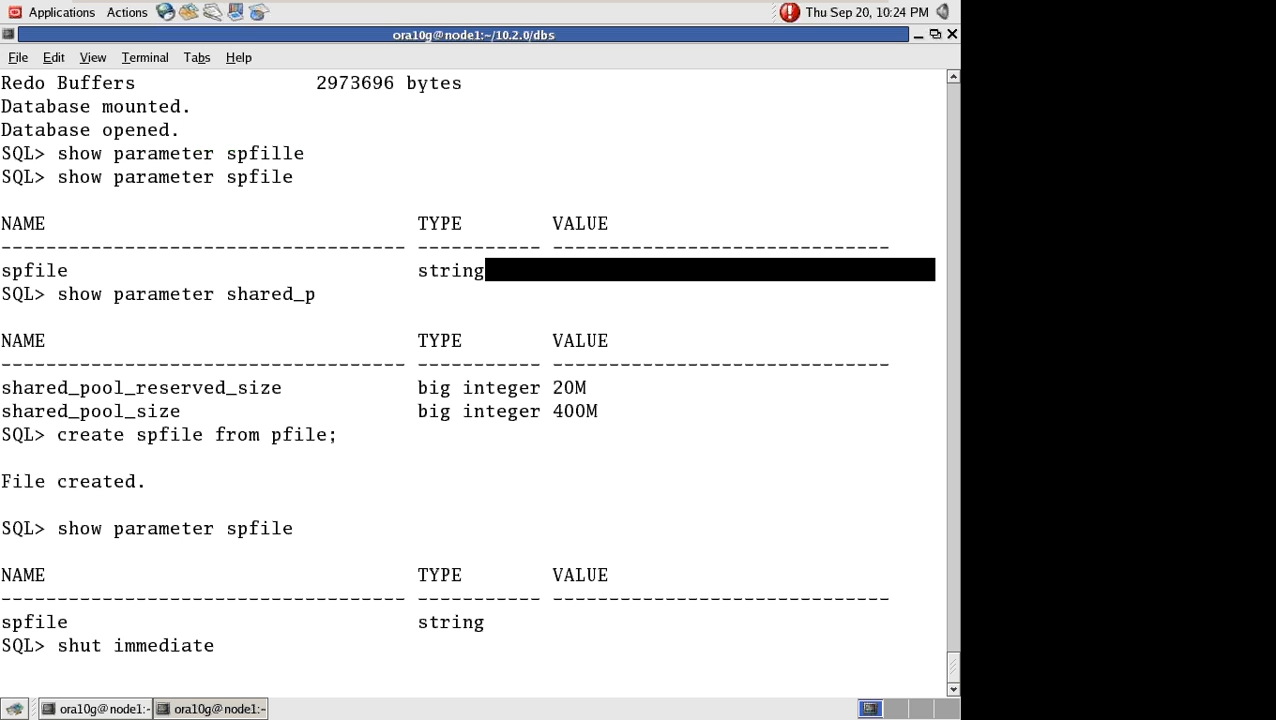 Applications Actions Thu Sep 20, 10:24 PM
ora10g@node1:~/10.2.0/dbs
File Edit View Terminal Tabs Help
Redo Buffers 2973696 bytes
Database mounted.
Database opened.
SQL> show parameter spfille
SQL> show parameter spfile
NAME TYPE VALUE
------------------------------------ ----------- ------------------------------
spfile string
SQL> show parameter shared_p
NAME TYPE VALUE
------------------------------------ ----------- ------------------------------
shared_pool_reserved_size big integer 20M
shared_pool_size big integer 400M
SQL> create spfile from pfile;
File created.
SQL> show parameter spfile
NAME TYPE VALUE
------------------------------------ ----------- ------------------------------
spfile string
SQL> shut immediate
ora10g@node1:- ora10g@node1:-